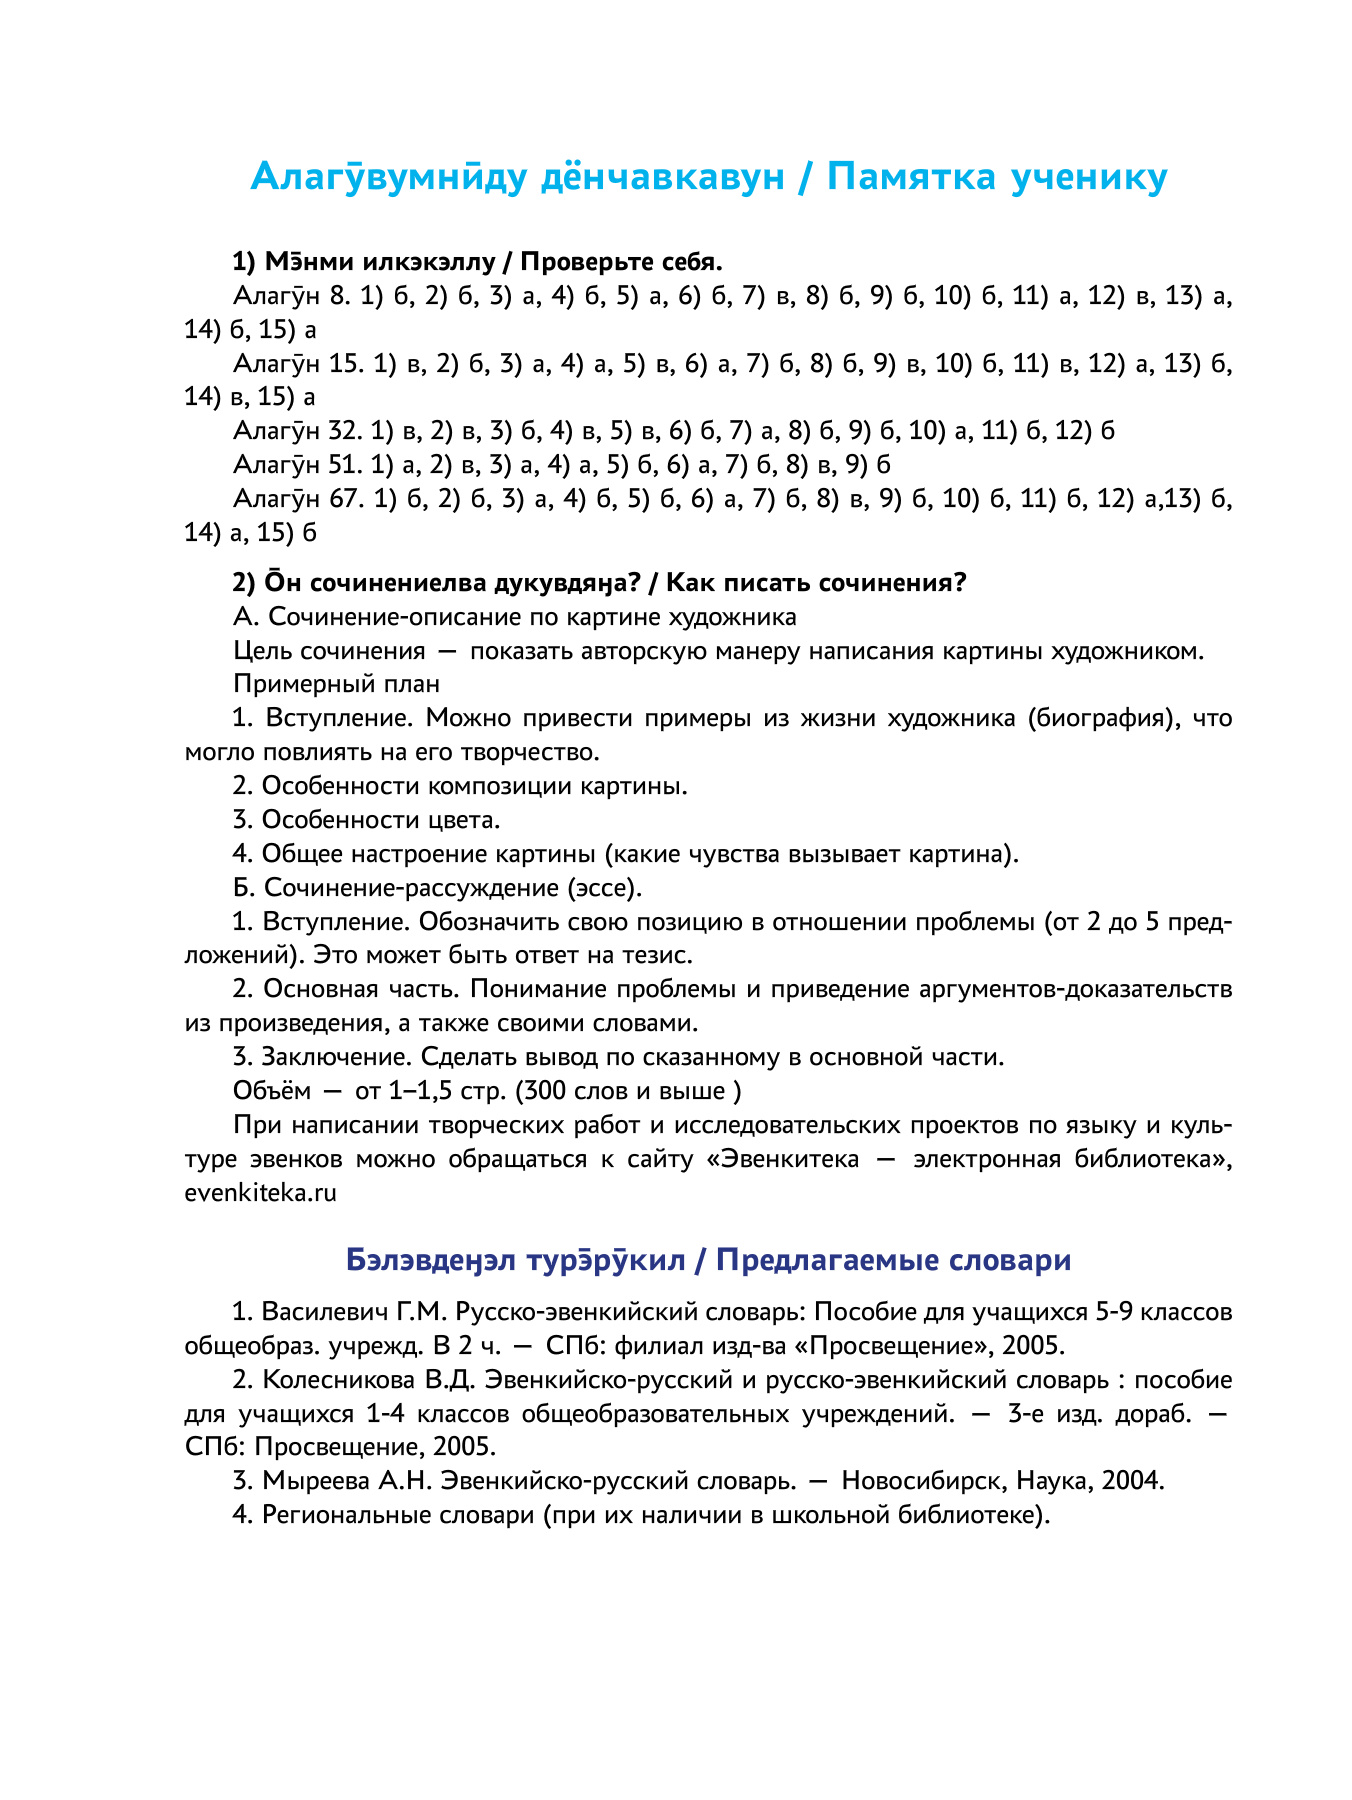 Алагӯвумнӣду дёнчавкавун / Памятка ученику
1) Мэ̄нми илкэкэллу / Проверьте себя.
Алагӯн 8. 1) б, 2) б, 3) а, 4) б, 5) а, 6) б, 7) в, 8) б, 9) б, 10) б, 11) а, 12) в, 13) а,
14) б, 15) а
Алагӯн 15. 1) в, 2) б, 3) а, 4) а, 5) в, 6) а, 7) б, 8) б, 9) в, 10) б, 11) в, 12) а, 13) б,
14) в, 15) а
Алагӯн 32. 1) в, 2) в, 3) б, 4) в, 5) в, 6) б, 7) а, 8) б, 9) б, 10) а, 11) б, 12) б
Алагӯн 51. 1) а, 2) в, 3) а, 4) а, 5) б, 6) а, 7) б, 8) в, 9) б
Алагӯн 67. 1) б, 2) б, 3) а, 4) б, 5) б, 6) а, 7) б, 8) в, 9) б, 10) б, 11) б, 12) а,13) б,
14) а, 15) б
2) О̄н сочинениелва дукувдяӈа? / Как писать сочинения?
А. Сочинение-описание по картине художника
Цель сочинения — показать авторскую манеру написания картины художником.
Примерный план
1. Вступление. Можно привести примеры из жизни художника (биография), что
могло повлиять на его творчество.
2. Особенности композиции картины.
3. Особенности цвета.
4. Общее настроение картины (какие чувства вызывает картина).
Б. Сочинение-рассуждение (эссе).
1. Вступление. Обозначить свою позицию в отношении проблемы (от 2 до 5 пред-
ложений). Это может быть ответ на тезис.
2. Основная часть. Понимание проблемы и приведение аргументов-доказательств
из произведения, а также своими словами.
3. Заключение. Сделать вывод по сказанному в основной части.
Объём — от 1–1,5 стр. (300 слов и выше )
При написании творческих работ и исследовательских проектов по языку и куль-
туре эвенков можно обращаться к сайту «Эвенкитека — электронная библиотека»,
evenkiteka.ru
Бэлэвдеӈэл турэ̄рӯкил / Предлагаемые словари
1. Василевич Г.М. Русско-эвенкийский словарь: Пособие для учащихся 5-9 классов
общеобраз. учрежд. В 2 ч. — СПб: филиал изд-ва «Просвещение», 2005.
2. Колесникова В.Д. Эвенкийско-русский и русско-эвенкийский словарь : пособие
для учащихся 1-4 классов общеобразовательных учреждений. — 3-е изд. дораб. —
СПб: Просвещение, 2005.
3. Мыреева А.Н. Эвенкийско-русский словарь. — Новосибирск, Наука, 2004.
4. Региональные словари (при их наличии в школьной библиотеке).